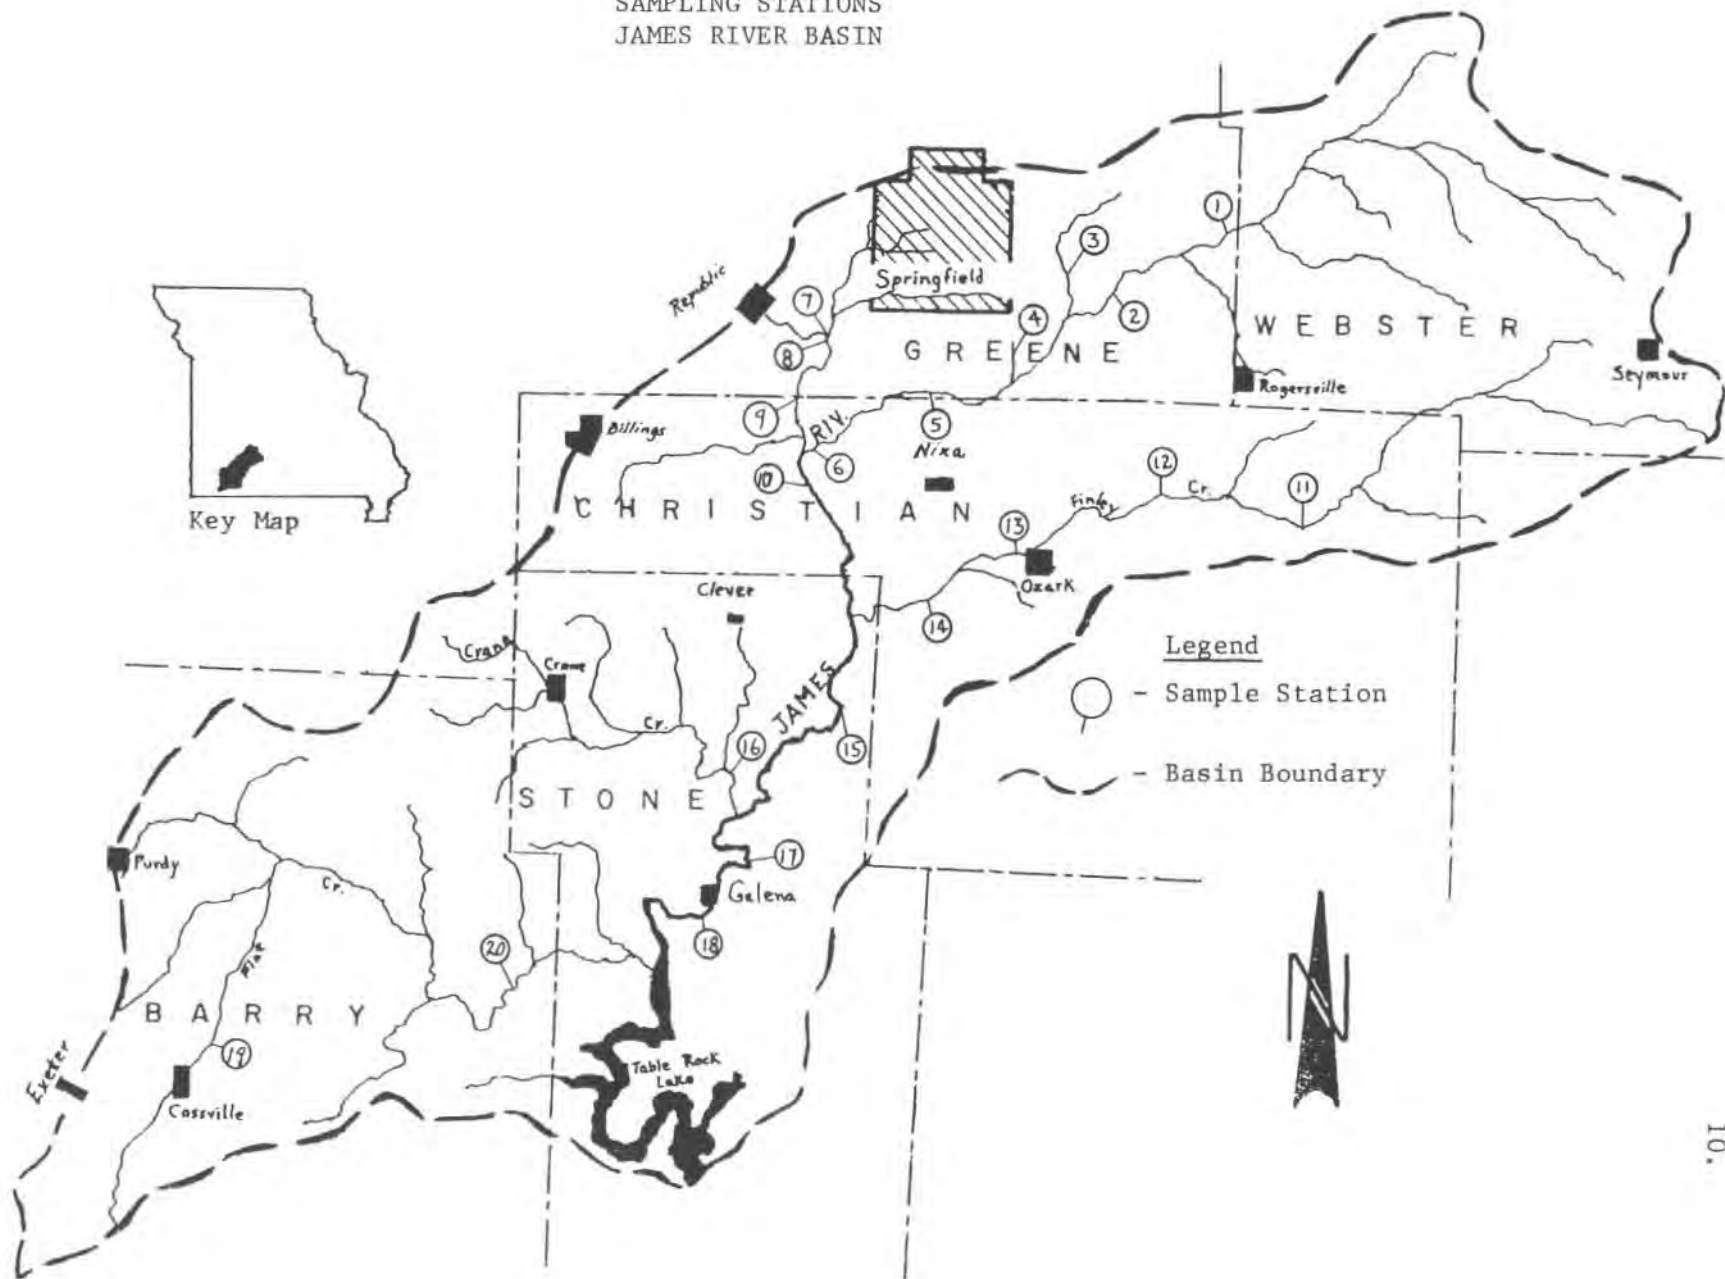 SAMPLING STATIONS
JAMES RIVER BASIN
1
3
Republic
Springfield
7
4
2
WEBSTER
8
GREENE
Seymour
Rogersville
9
RIV.
5
Billings
Nixa
6
12
10
Finley
Cr.
11
CHRISTIAN
Key Map
13
Ozark
Clever
14
Crane
Crane
Legend
JAMES
- Sample Station
Cr.
16
15
- Basin Boundary
STONE
17
Purdy
Cr.
Galena
N
18
20
Flat
BARRY
19
Exeter
Table Rock
Lake
Cassville
10.